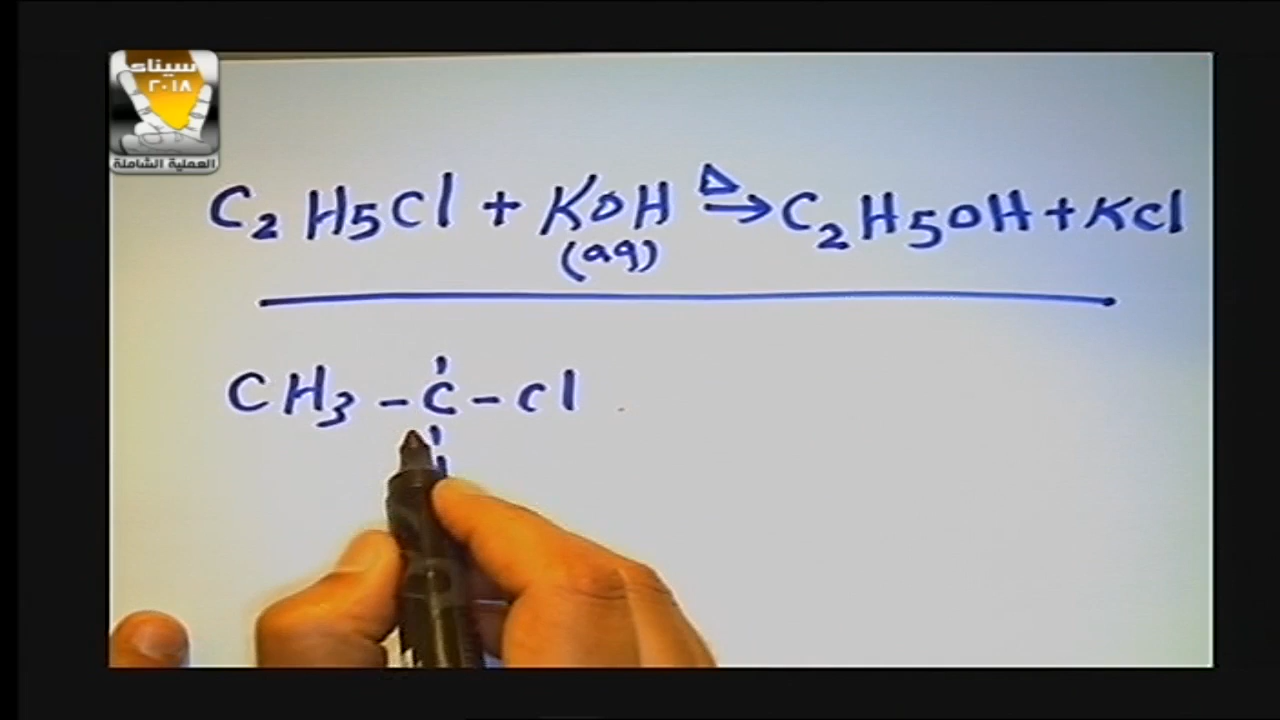 سيناء
٢٠١٨
العملية الشاملة
C2H5Cl + KOH Δ→ C2H5OH + KCl
(aq)
CH3 - C - Cl